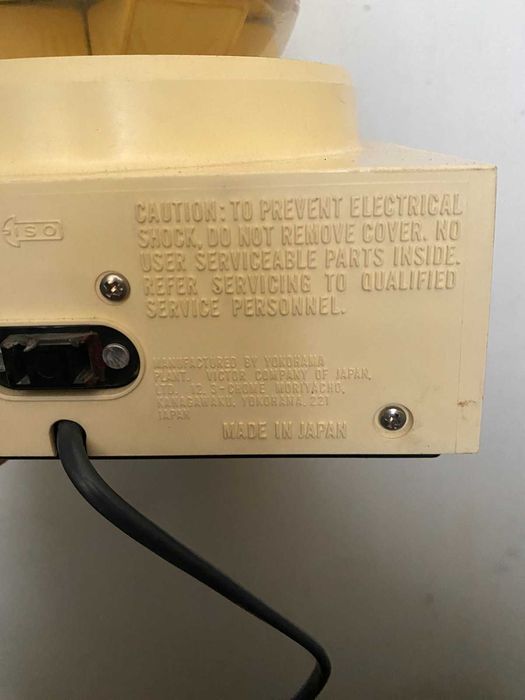 ISO
CAUTION: TO PREVENT ELECTRICAL
SHOCK, DO NOT REMOVE COVER. NO
USER SERVICEABLE PARTS INSIDE.
REFER SERVICING TO QUALIFIED
SERVICE PERSONNEL.
MANUFACTURED BY YOKOHAMA
PLANT, VICTOR COMPANY OF JAPAN,
LTD. 12, 3-CHOME, MORIYACHO,
KANAGAWAKU, YOKOHAMA, 221
JAPAN
MADE IN JAPAN